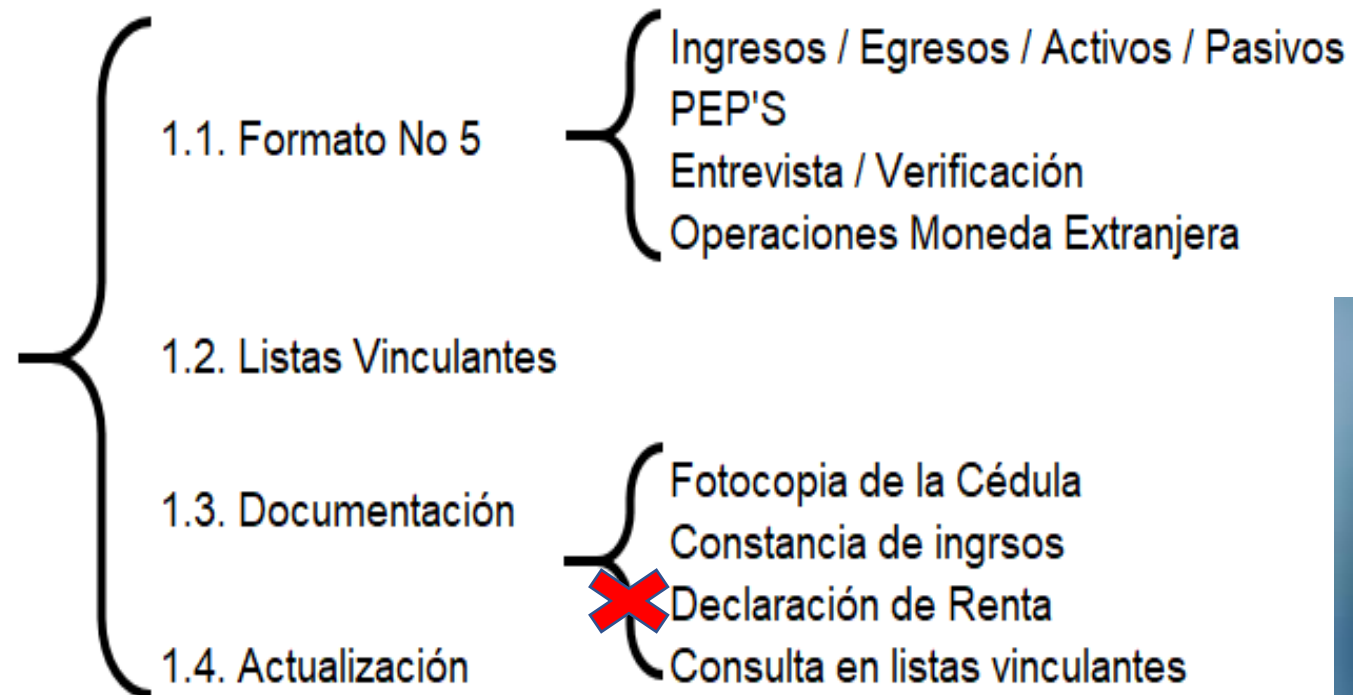 1.1. Formato No 5
Ingresos / Egresos / Activos / Pasivos
PEP'S
Entrevista / Verificación
Operaciones Moneda Extranjera
1.2. Listas Vinculantes
1.3. Documentación
Fotocopia de la Cédula
Constancia de ingrsos
Declaración de Renta
Consulta en listas vinculantes
1.4. Actualización